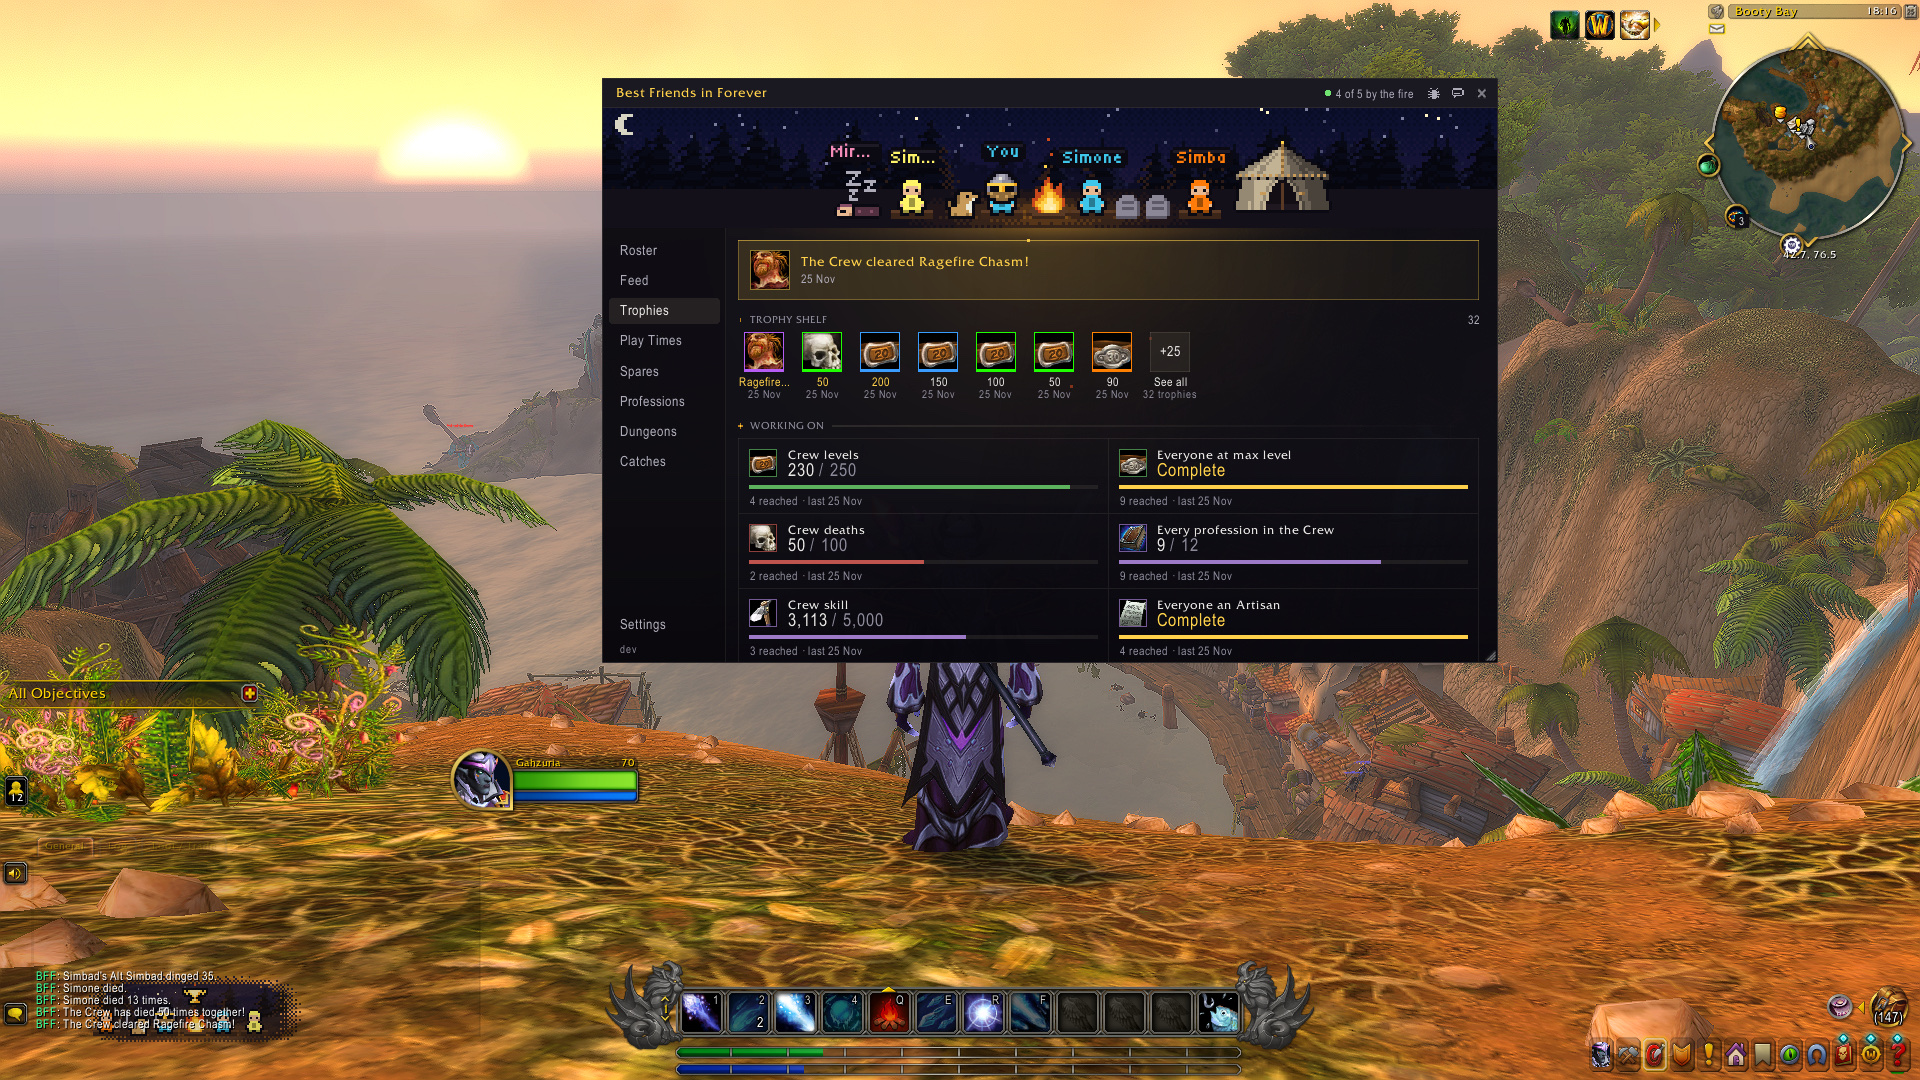 Booty Bay
18:16
Best Friends in Forever
4 of 5 by the fire
Mir...
Sim...
You
Simone
Simba
3
42.7, 76.5
Roster
Feed
Trophies
Play Times
Spares
Professions
Dungeons
Catches
Settings
dev
The Crew cleared Ragefire Chasm!
25 Nov
TROPHY SHELF
32
20
20
20
20
30
+25
Ragefire...
50
200
150
100
50
90
See all
25 Nov
25 Nov
25 Nov
25 Nov
25 Nov
25 Nov
25 Nov
32 trophies
WORKING ON
Crew levels
230 / 250
4 reached · last 25 Nov
Everyone at max level
Complete
9 reached · last 25 Nov
Crew deaths
50 / 100
2 reached · last 25 Nov
Every profession in the Crew
9 / 12
9 reached · last 25 Nov
Crew skill
3,113 / 5,000
3 reached · last 25 Nov
Everyone an Artisan
Complete
4 reached · last 25 Nov
All Objectives
Gahzuria
70
12
General
BFF: Simbad's Alt Simbad dinged 35.
BFF: Simone died.
BFF: Simone died 13 times.
BFF: The Crew has died 50 times together!
BFF: The Crew cleared Ragefire Chasm!
1
2
2
3
4
Q
E
R
F
(147)